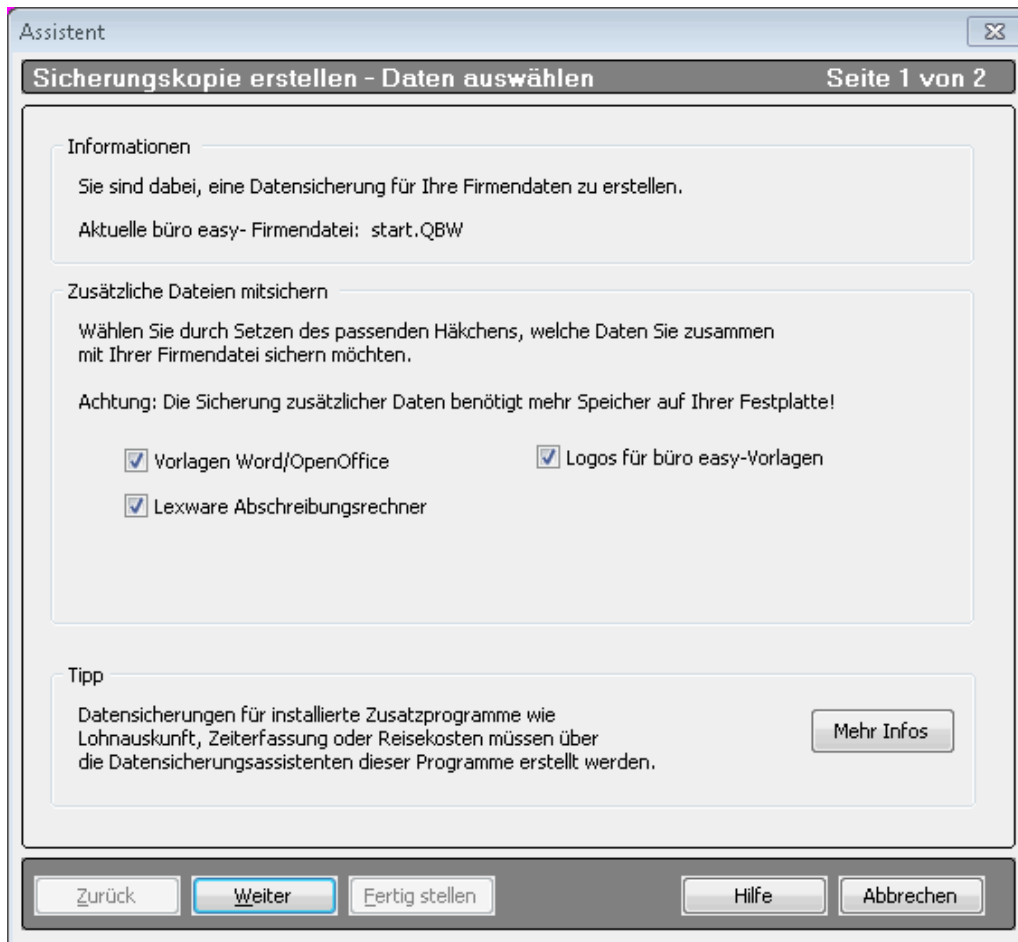 Assistent
Sicherungskopie erstellen - Daten auswählen Seite 1 von 2
Informationen
Sie sind dabei, eine Datensicherung für Ihre Firmendaten zu erstellen.
Aktuelle büro easy- Firmendatei: start.QBW
Zusätzliche Dateien mitsichern
Wählen Sie durch Setzen des passenden Häkchens, welche Daten Sie zusammen
mit Ihrer Firmendatei sichern möchten.
Achtung: Die Sicherung zusätzlicher Daten benötigt mehr Speicher auf Ihrer Festplatte!
Vorlagen Word/OpenOffice Logos für büro easy-Vorlagen
Lexware Abschreibungsrechner
Tipp
Datensicherungen für installierte Zusatzprogramme wie
Lohnauskunft, Zeiterfassung oder Reisekosten müssen über
die Datensicherungsassistenten dieser Programme erstellt werden.
Mehr Infos
Zurück Weiter Fertig stellen Hilfe Abbrechen